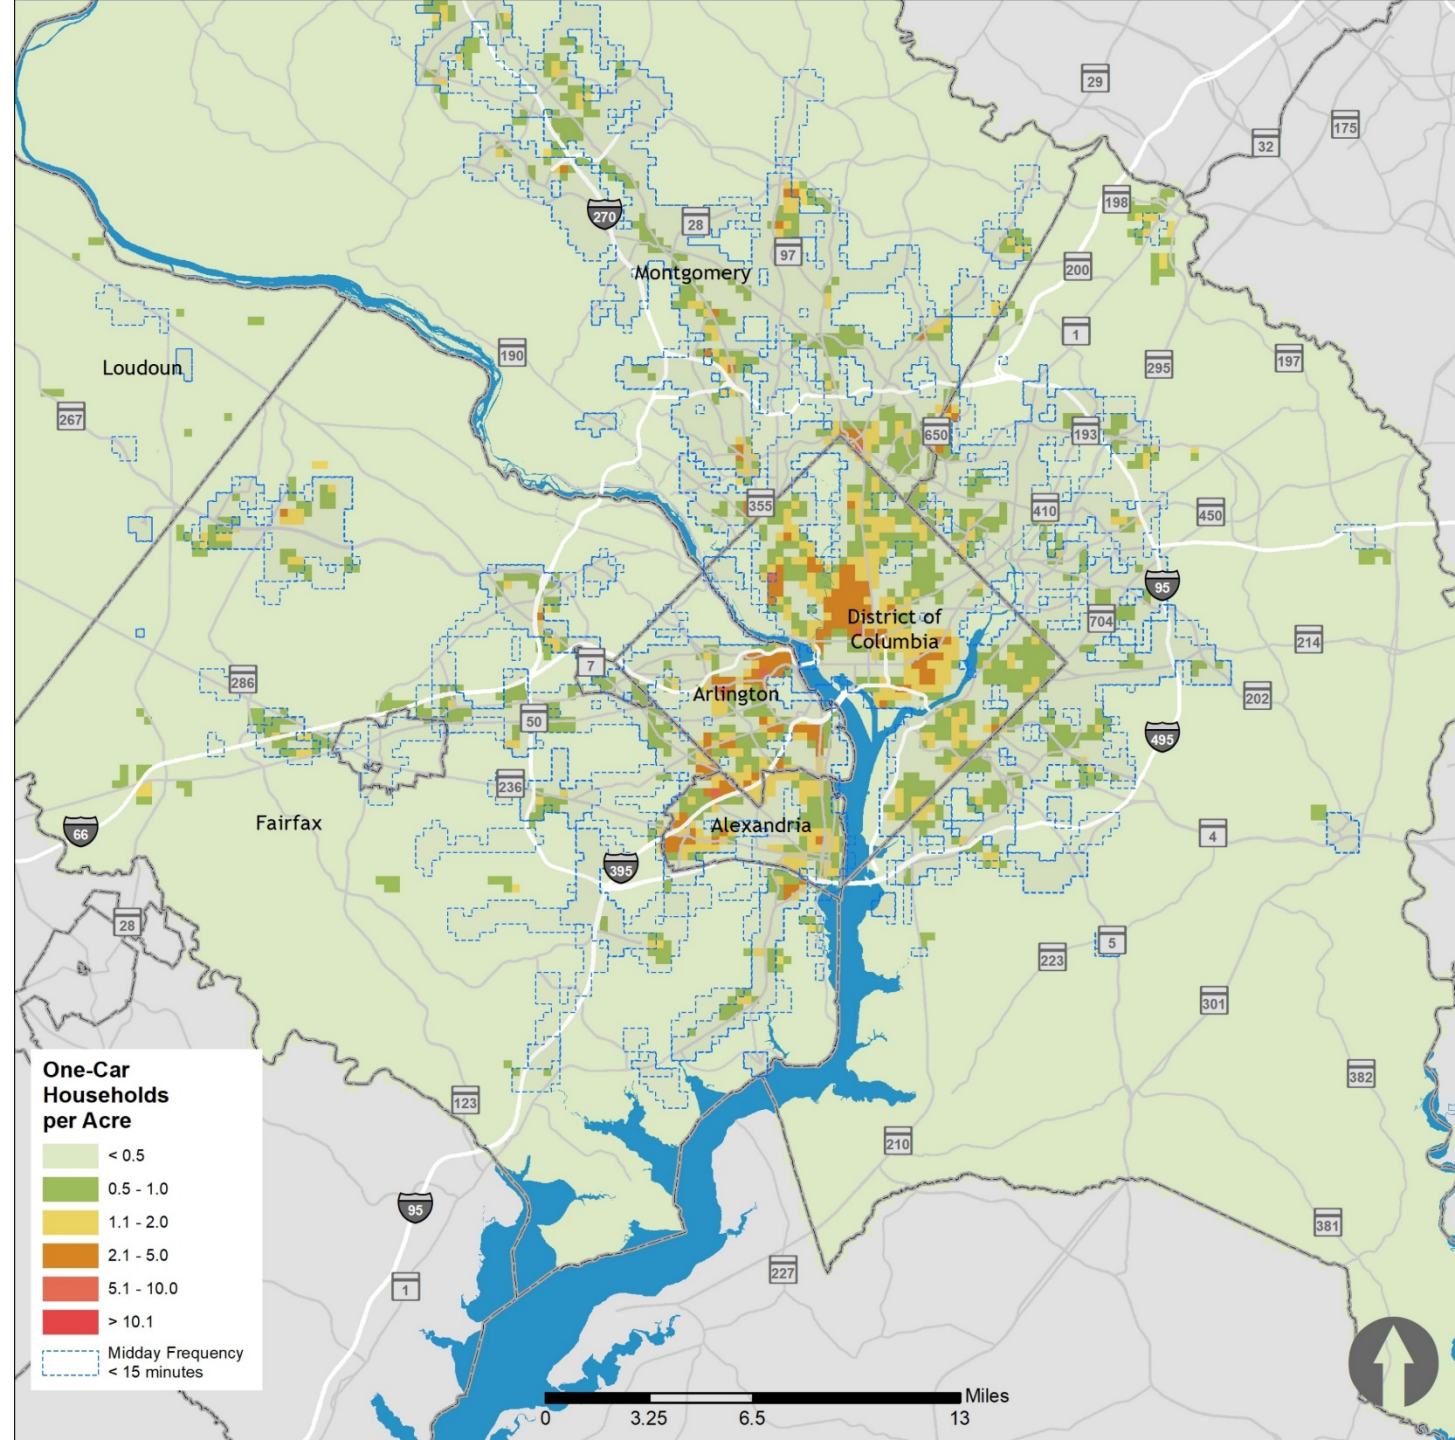 29
175
32
198
270
28
97
200
Montgomery
1
190
295
197
Loudoun
267
650
193
355
410
450
95
District of
Columbia
704
214
7
286
Arlington
202
50
495
236
Fairfax
Alexandria
66
4
395
28
5
223
301
One-Car
Households
per Acre
< 0.5
0.5 - 1.0
1.1 - 2.0
2.1 - 5.0
5.1 - 10.0
> 10.1
Midday Frequency
< 15 minutes
123
382
210
95
381
227
1
Miles
0
3.25
6.5
13